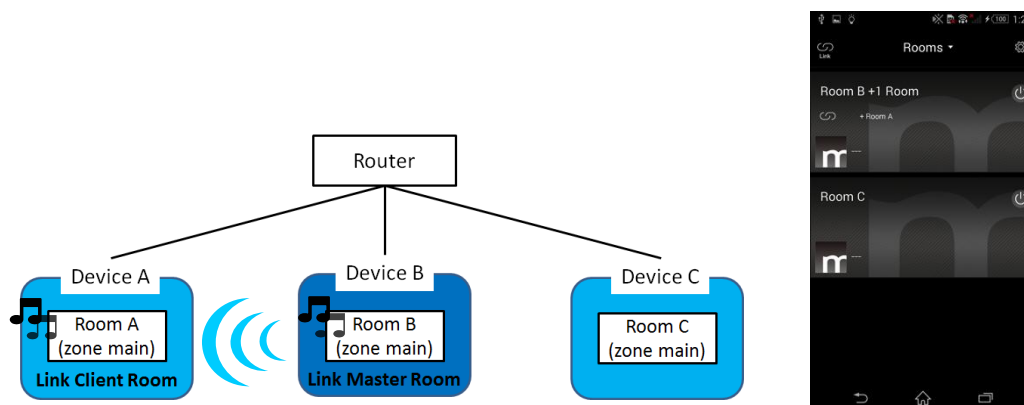 Router
Device A
Device B
Device C
Room A
(zone main)
Link Client Room
Room B
(zone main)
Link Master Room
Room C
(zone main)
100
Link
Rooms
Room B +1 Room
+ Room A
m
---
Room C
m
---